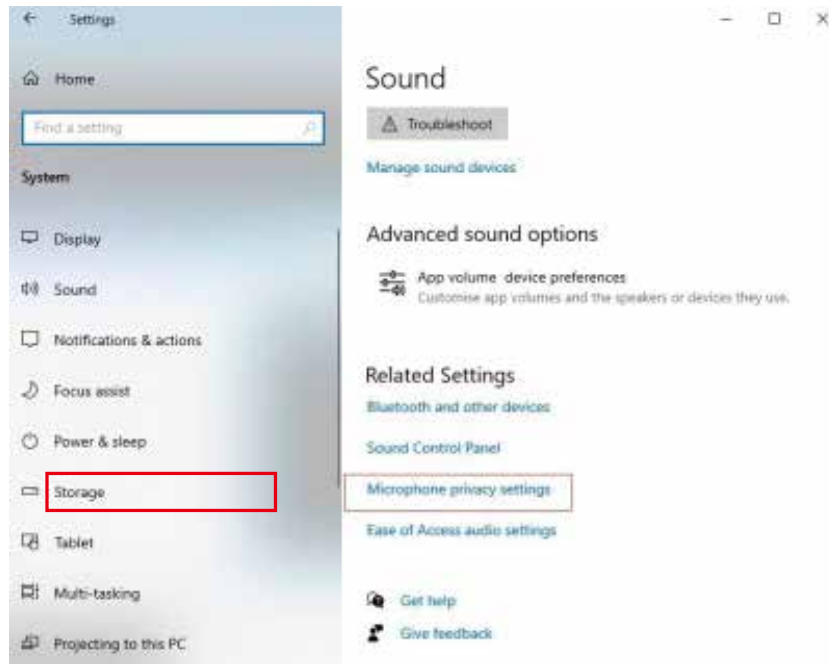 Settings
Home
Find a setting
System
Display
Sound
Notifications & actions
Focus assist
Power & sleep
Storage
Tablet
Multi-tasking
Projecting to this PC
Sound
Troubleshoot
Manage sound devices
Advanced sound options
App volume device preferences
Customise app volumes and the speakers or devices they use.
Related Settings
Bluetooth and other devices
Sound Control Panel
Microphone privacy settings
Ease of Access audio settings
Get help
Give feedback